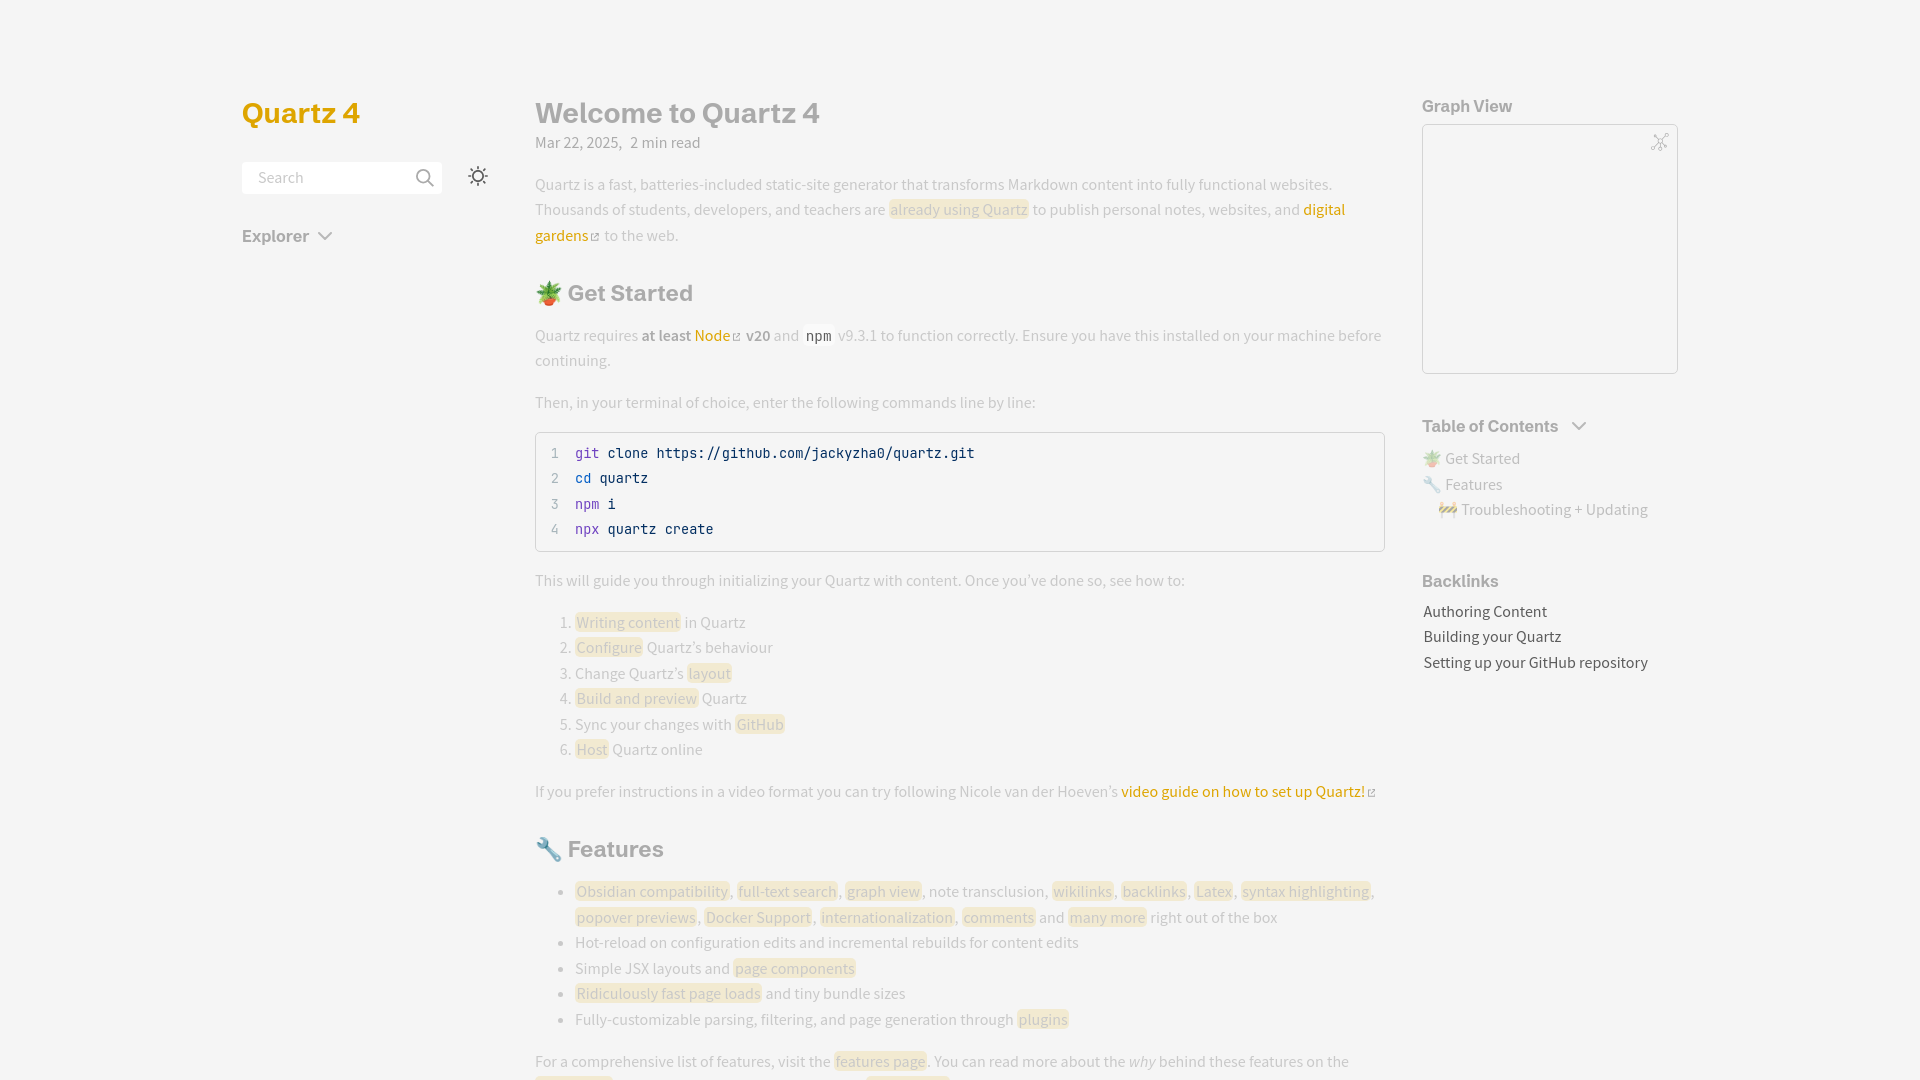 Quartz 4
Search
Explorer
Welcome to Quartz 4
Mar 22, 2025, 2 min read
Quartz is a fast, batteries-included static-site generator that transforms Markdown content into fully functional websites.
Thousands of students, developers, and teachers are already using Quartz to publish personal notes, websites, and digital
gardens to the web.
🪴 Get Started
Quartz requires at least Node v20 and npm v9.3.1 to function correctly. Ensure you have this installed on your machine before
continuing.
Then, in your terminal of choice, enter the following commands line by line:
1 git clone https://github.com/jackyzha0/quartz.git
2 cd quartz
3 npm i
4 npx quartz create
This will guide you through initializing your Quartz with content. Once you’ve done so, see how to:
1. Writing content in Quartz
2. Configure Quartz’s behaviour
3. Change Quartz’s layout
4. Build and preview Quartz
5. Sync your changes with GitHub
6. Host Quartz online
If you prefer instructions in a video format you can try following Nicole van der Hoeven’s video guide on how to set up Quartz!
🔧 Features
• Obsidian compatibility, full-text search, graph view, note transclusion, wikilinks, backlinks, Latex, syntax highlighting,
popover previews, Docker Support, internationalization, comments and many more right out of the box
• Hot-reload on configuration edits and incremental rebuilds for content edits
• Simple JSX layouts and page components
• Ridiculously fast page loads and tiny bundle sizes
• Fully-customizable parsing, filtering, and page generation through plugins
For a comprehensive list of features, visit the features page. You can read more about the why behind these features on the
Graph View
Table of Contents
🪴 Get Started
🔧 Features
🚧 Troubleshooting + Updating
Backlinks
Authoring Content
Building your Quartz
Setting up your GitHub repository